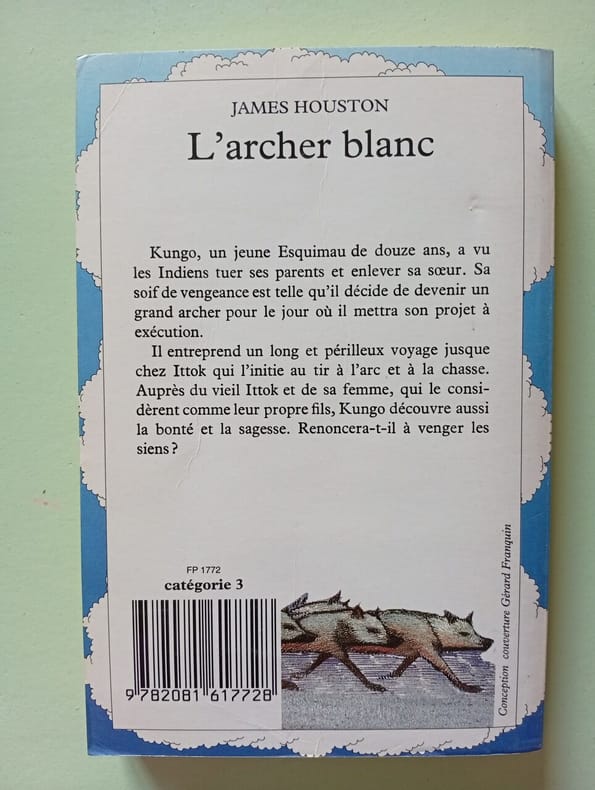 JAMES HOUSTON
L'archer blanc
Kungo, un jeune Esquimau de douze ans, a vu
les Indiens tuer ses parents et enlever sa sœur. Sa
soif de vengeance est telle qu'il décide de devenir un
grand archer pour le jour où il mettra son projet à
exécution.
Il entreprend un long et périlleux voyage jusque
chez Ittok qui l'initie au tir à l'arc et à la chasse.
Auprès du vieil Ittok et de sa femme, qui le consi-
dèrent comme leur propre fils, Kungo découvre aussi
la bonté et la sagesse. Renoncera-t-il à venger les
siens ?
FP 1772
catégorie 3
9 782081 617728
Conception couverture Gérard Franquin